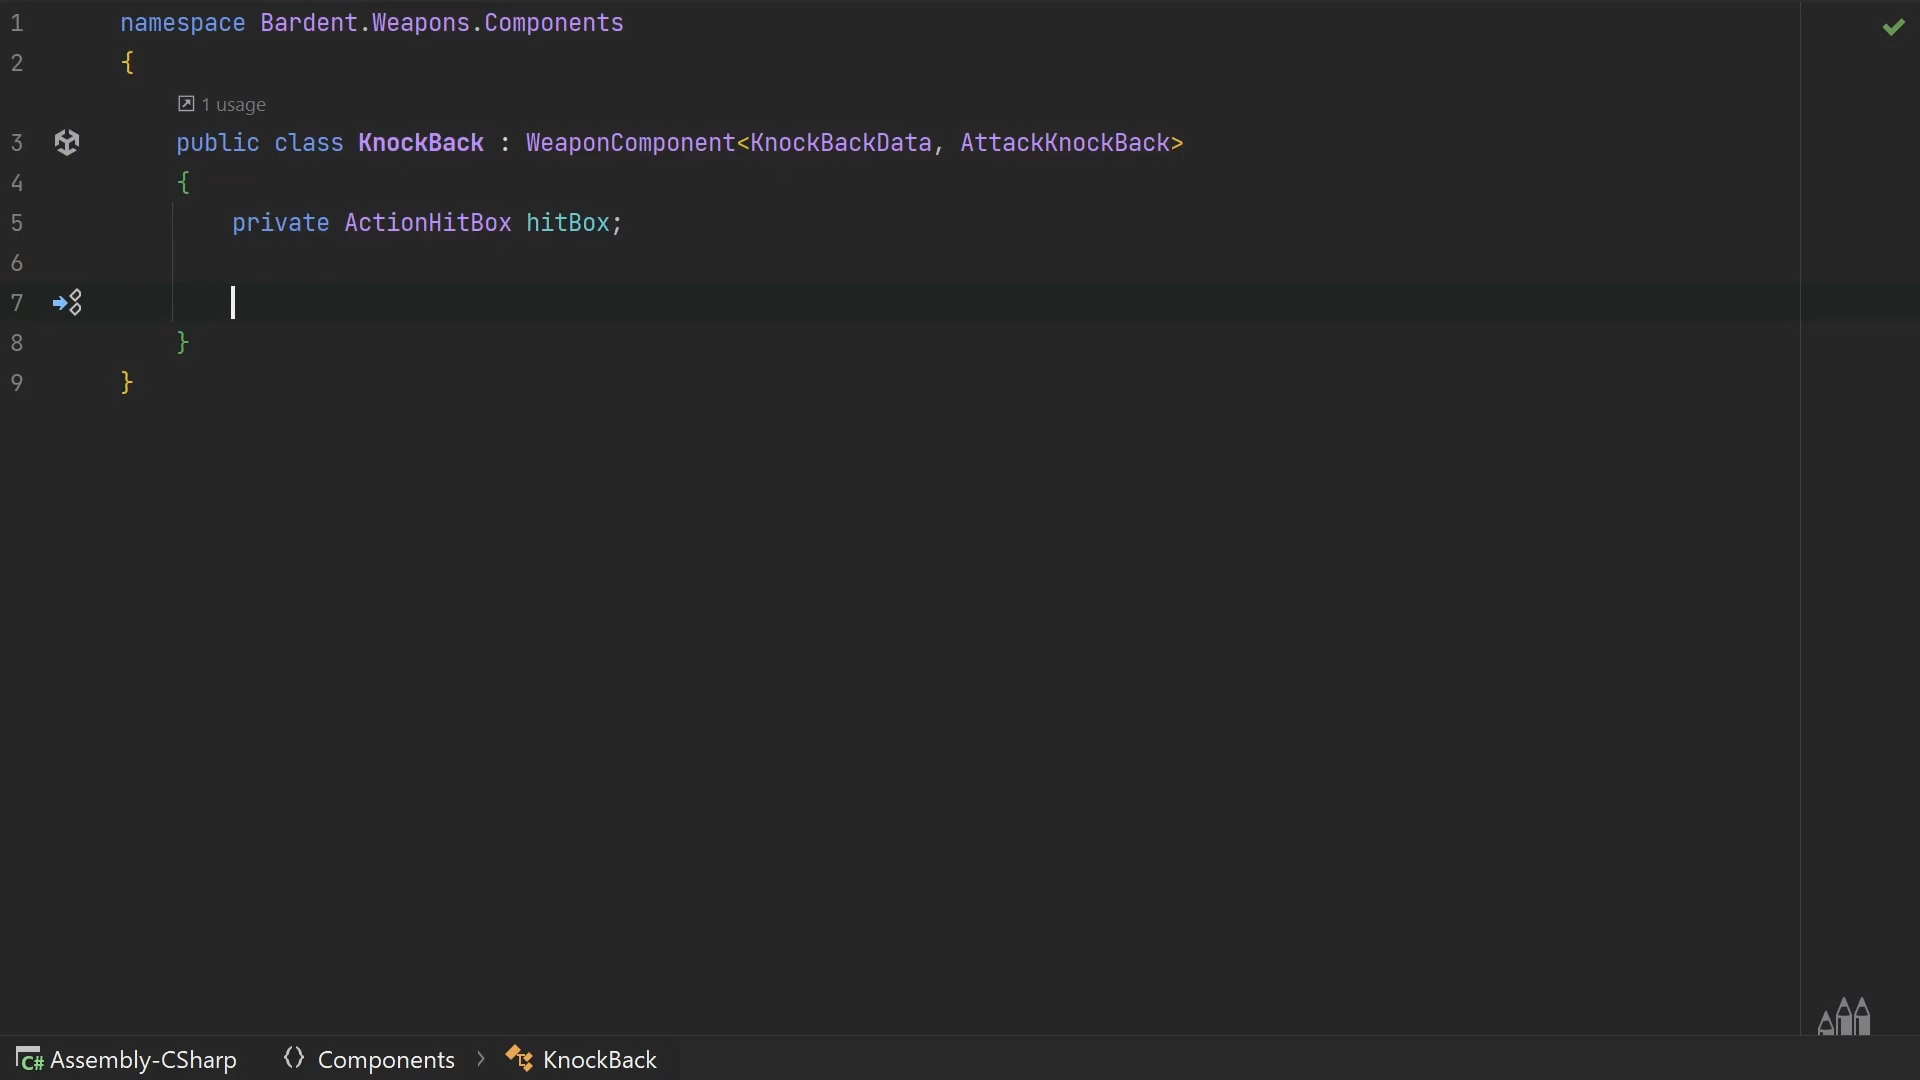 1 namespace Bardent.Weapons.Components
2 {
1 usage
3 public class KnockBack : WeaponComponent<KnockBackData, AttackKnockBack>
4 {
5 private ActionHitBox hitBox;
6
7
8 }
9 }
C# Assembly-CSharp {} Components > KnockBack